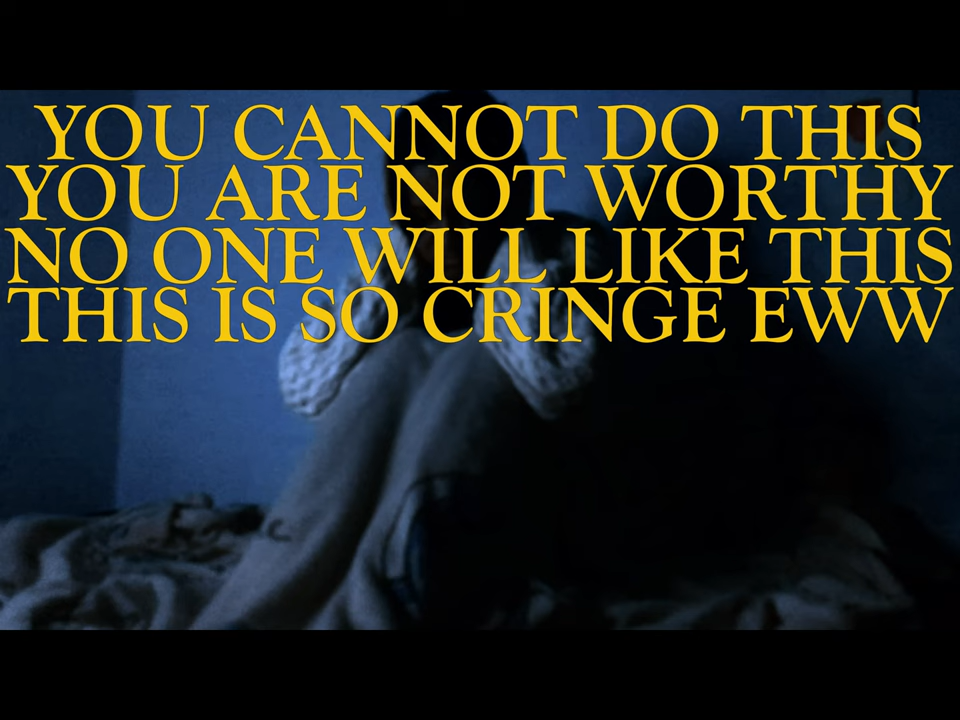 YOU CANNOT DO THIS
YOU ARE NOT WORTHY
NO ONE WILL LIKE THIS
THIS IS SO CRINGE EWW